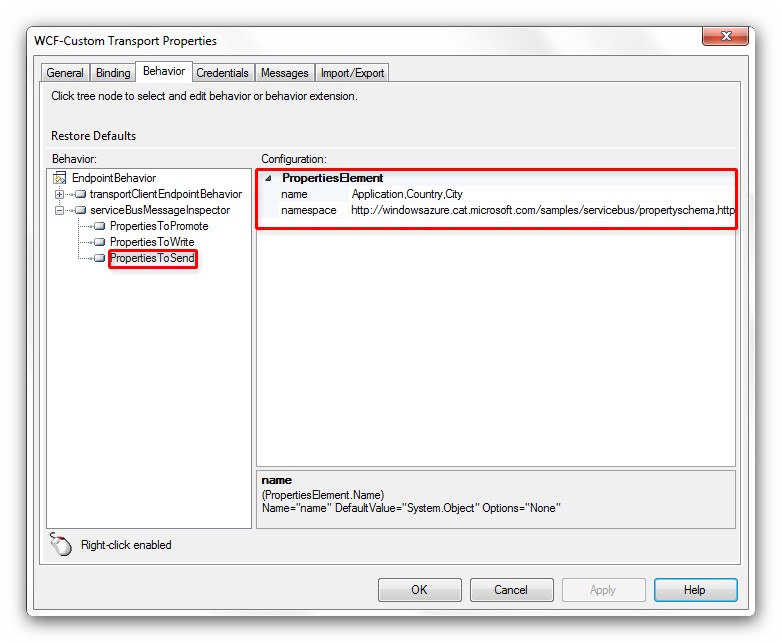 WCF-Custom Transport Properties
General Binding Behavior Credentials Messages Import/Export
Click tree node to select and edit behavior or behavior extension.
Restore Defaults
Behavior:
EndpointBehavior
transportClientEndpointBehavior
serviceBusMessageInspector
PropertiesToPromote
PropertiesToWrite
PropertiesToSend
Configuration:
PropertiesElement
name Application,Country,City
namespace http://windowsazure.cat.microsoft.com/samples/servicebus/propertyschema,http
name
(PropertiesElement.Name)
Name="name" DefaultValue="System.Object" Options="None"
Right-click enabled
OK Cancel Apply Help